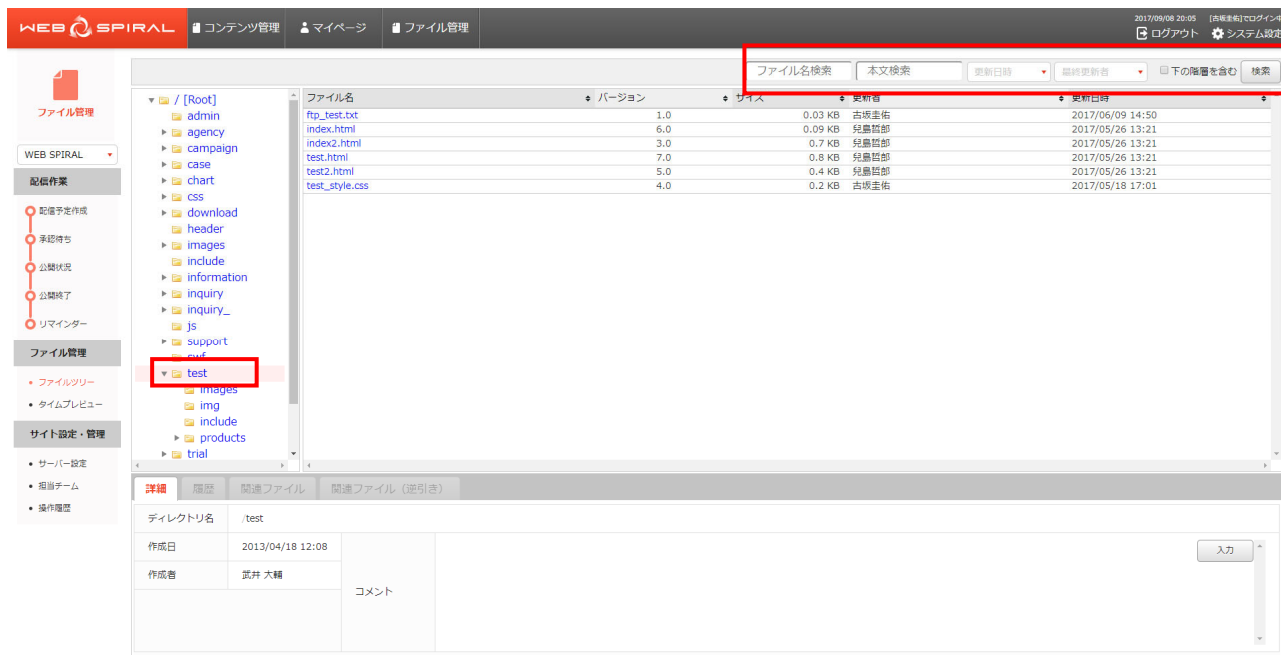 WEB SPIRAL
コンテンツ管理
マイページ
ファイル管理
2017/09/08 20:05 [古坂圭佑]でログイン中
ログアウト
システム設定
ファイル名検索
本文検索
更新日時
最終更新者
下の階層を含む
検索
ファイル管理
WEB SPIRAL
配信作業
配信予定作成
承認待ち
公開状況
公開終了
リマインダー
ファイル管理
ファイルツリー
タイムプレビュー
サイト設定・管理
サーバー設定
担当チーム
操作履歴
/ [Root]
admin
agency
campaign
case
chart
css
download
header
images
include
information
inquiry
inquiry_
js
support
swf
test
images
img
include
products
trial
ファイル名 バージョン サイズ 更新者 更新日時
ftp_test.txt 1.0 0.03 KB 古坂圭佑 2017/06/09 14:50
index.html 6.0 0.09 KB 兒島哲郎 2017/05/26 13:21
index2.html 3.0 0.7 KB 兒島哲郎 2017/05/26 13:21
test.html 7.0 0.8 KB 兒島哲郎 2017/05/26 13:21
test2.html 5.0 0.4 KB 兒島哲郎 2017/05/26 13:21
test_style.css 4.0 0.2 KB 古坂圭佑 2017/05/18 17:01
詳細
履歴
関連ファイル
関連ファイル（逆引き）
ディレクトリ名 /test
作成日 2013/04/18 12:08
作成者 武井 大輔
コメント
入力